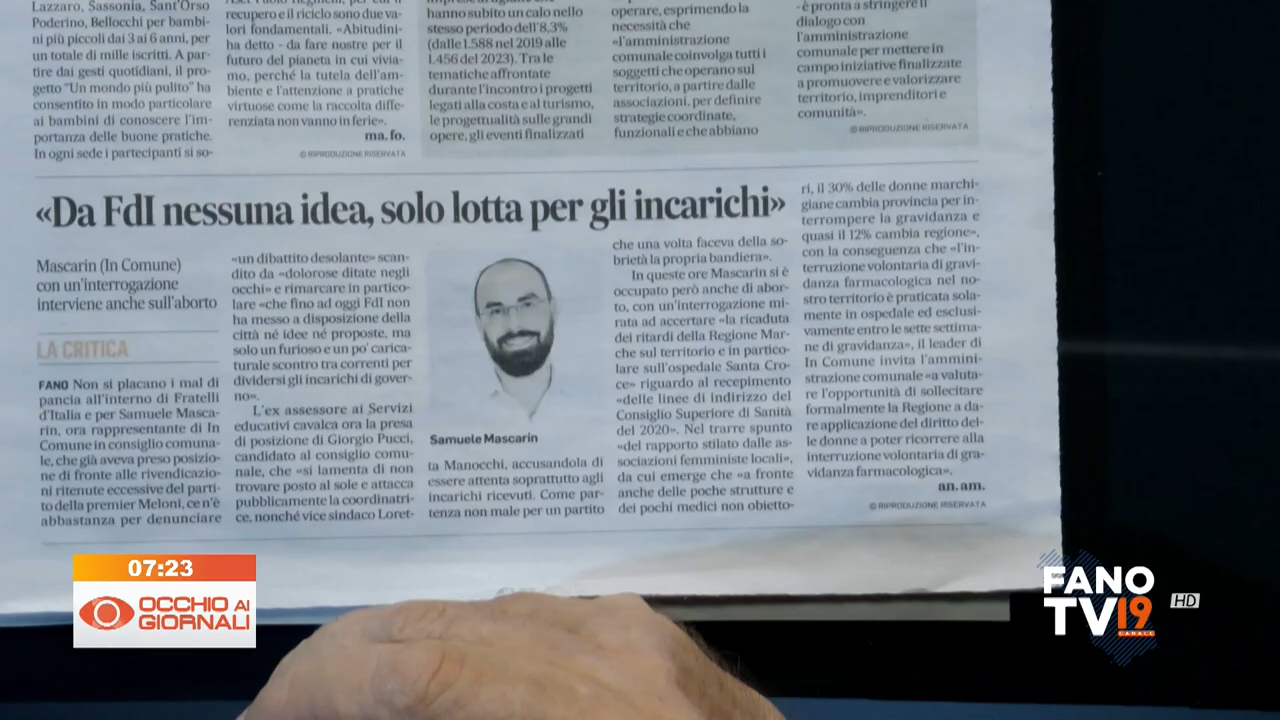 Lazzaro, Sassonia, Sant'Orso
Poderino, Bellocchi per bambi-
ni più piccoli dai 3 ai 6 anni, per
un totale di mille iscritti. A par-
tire dai gesti quotidiani, il pro-
getto "Un mondo più pulito" ha
consentito in modo particolare
ai bambini di conoscere l'im-
portanza delle buone pratiche.
In ogni sede i partecipanti si so-
recupero e il riciclo sono due va-
lori fondamentali. «Abitudini-
ha detto - da fare nostre per il
futuro del pianeta in cui vivia-
mo, perché la tutela dell'am-
biente e l'attenzione a pratiche
virtuose come la raccolta diffe-
renziata non vanno in ferie».
ma. fo.
© RIPRODUZIONE RISERVATA
hanno subito un calo nello
stesso periodo dell'8,3%
(dalle 1.588 nel 2019 alle
1.456 del 2023). Tra le
tematiche affrontate
durante l'incontro i progetti
legati alla costa e al turismo,
le progettualità sulle grandi
opere, gli eventi finalizzati
operare, esprimendo la
necessità che
«l'amministrazione
comunale coinvolga tutti i
soggetti che operano sul
territorio, a partire dalle
associazioni, per definire
strategie coordinate,
funzionali e che abbiano
- è pronta a stringere il
dialogo con
l'amministrazione
comunale per mettere in
campo iniziative finalizzate
a promuovere e valorizzare
territorio, imprenditori e
comunità».
© RIPRODUZIONE RISERVATA
«Da FdI nessuna idea, solo lotta per gli incarichi»
Mascarin (In Comune)
con un'interrogazione
interviene anche sull'aborto
LA CRITICA
FANO Non si placano i mal di
pancia all'interno di Fratelli
d'Italia e per Samuele Masca-
rin, ora rappresentante di In
Comune in consiglio comuna-
le, che già aveva preso posizio-
ne di fronte alle rivendicazio-
ni ritenute eccessive del parti-
to della premier Meloni, ce n'è
abbastanza per denunciare
«un dibattito desolante» scan-
dito da «dolorose ditate negli
occhi» e rimarcare in partico-
lare «che fino ad oggi FdI non
ha messo a disposizione della
città né idee né proposte, ma
solo un furioso e un po' carica-
turale scontro tra correnti per
dividersi gli incarichi di gover-
no».
L'ex assessore ai Servizi
educativi cavalca ora la presa
di posizione di Giorgio Pucci,
candidato al consiglio comu-
nale, che «si lamenta di non
trovare posto al sole e attacca
pubblicamente la coordinatri-
ce, nonché vice sindaco Loret-
Samuele Mascarin
ta Manocchi, accusandola di
essere attenta soprattutto agli
incarichi ricevuti. Come par-
tenza non male per un partito
che una volta faceva della so-
brietà la propria bandiera».
In queste ore Mascarin si è
occupato però anche di abor-
to, con un'interrogazione mi-
rata ad accertare «la ricaduta
dei ritardi della Regione Mar-
che sul territorio e in partico-
lare sull'ospedale Santa Cro-
ce» riguardo al recepimento
«delle linee di indirizzo del
Consiglio Superiore di Sanità
del 2020». Nel trarre spunto
«del rapporto stilato dalle as-
sociazioni femministe locali»,
da cui emerge che «a fronte
anche delle poche strutture e
dei pochi medici non obietto-
ri, il 30% delle donne marchi-
giane cambia provincia per in-
terrompere la gravidanza e
quasi il 12% cambia regione»,
con la conseguenza che «l'in-
terruzione volontaria di gravi-
danza farmacologica nel no-
stro territorio è praticata sola-
mente in ospedale ed esclusi-
vamente entro le sette settima-
ne di gravidanza», il leader di
In Comune invita l'ammini-
strazione comunale «a valuta-
re l'opportunità di sollecitare
formalmente la Regione a da-
re applicazione del diritto del-
le donne a poter ricorrere alla
interruzione volontaria di gra-
vidanza farmacologica».
an. am.
© RIPRODUZIONE RISERVATA
07:23
OCCHIO AI
GIORNALI
FANO
TV19
CANALE
HD